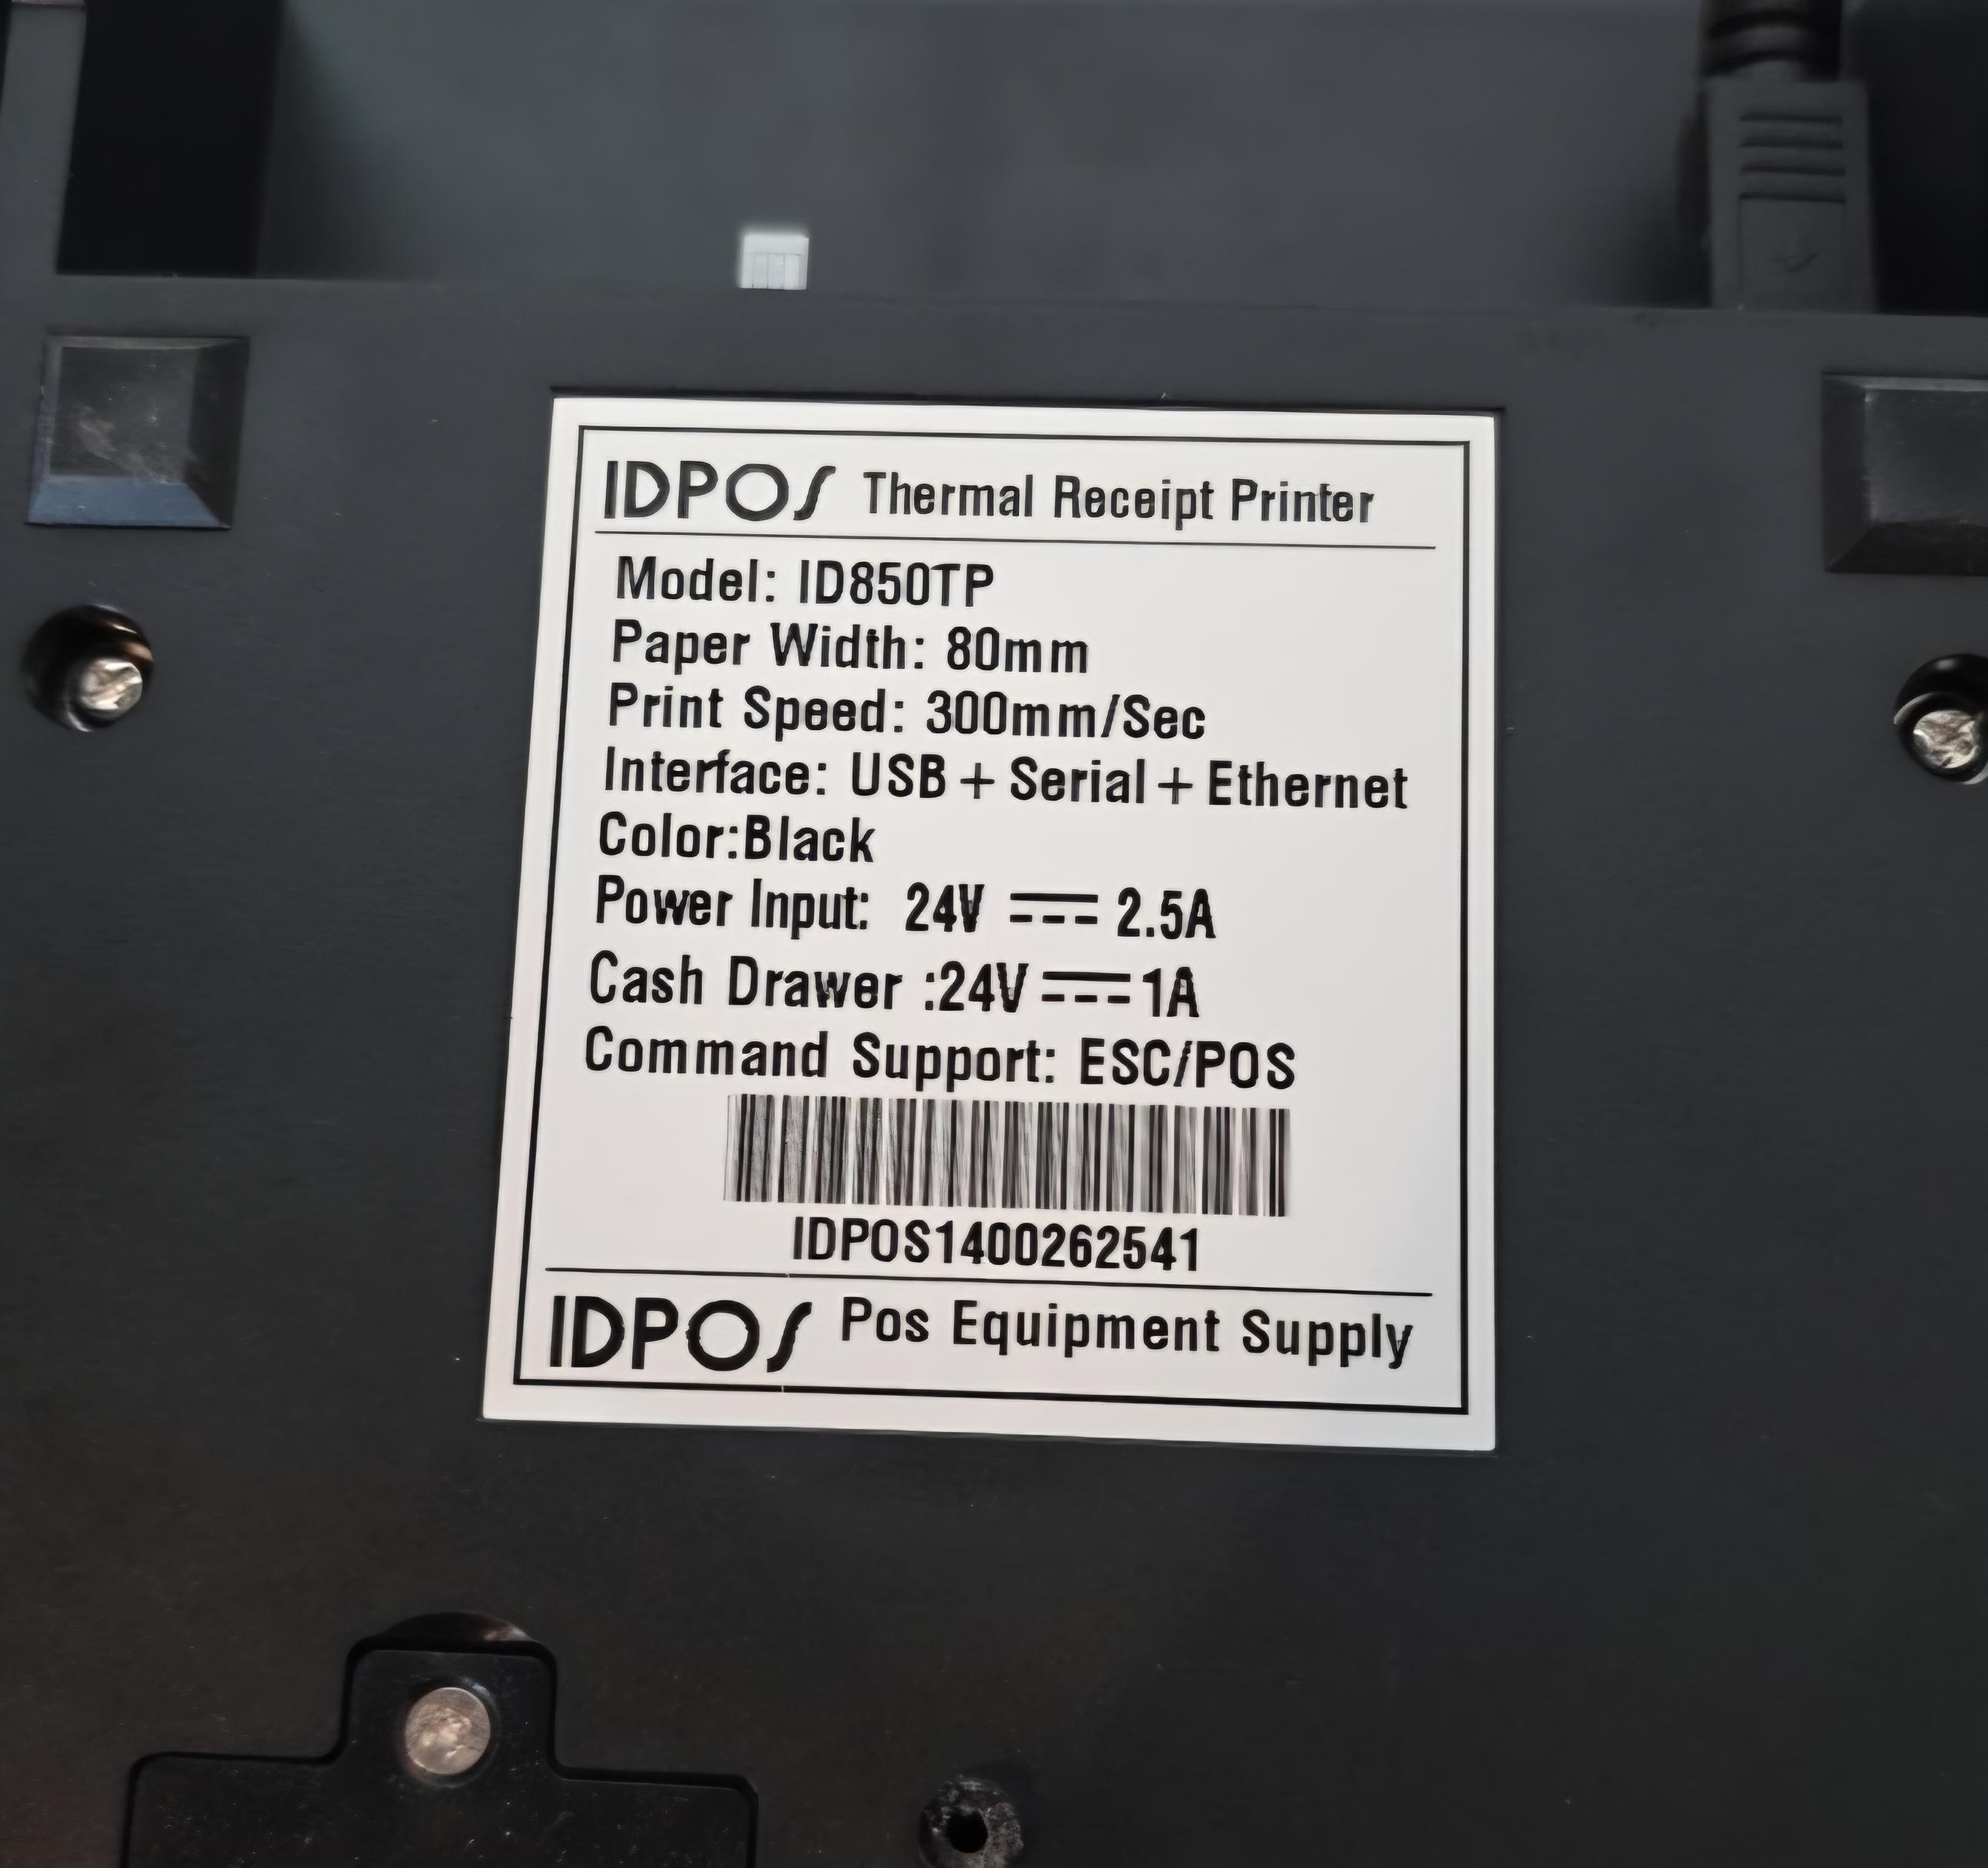 IDPOS Thermal Receipt Printer
Model: ID850TP
Paper Width: 80mm
Print Speed: 300mm/Sec
Interface: USB + Serial + Ethernet
Color:Black
Power Input: 24V ⎓ 2.5A
Cash Drawer :24V ⎓ 1A
Command Support: ESC/POS
IDPOS1400262541
IDPOS Pos Equipment Supply